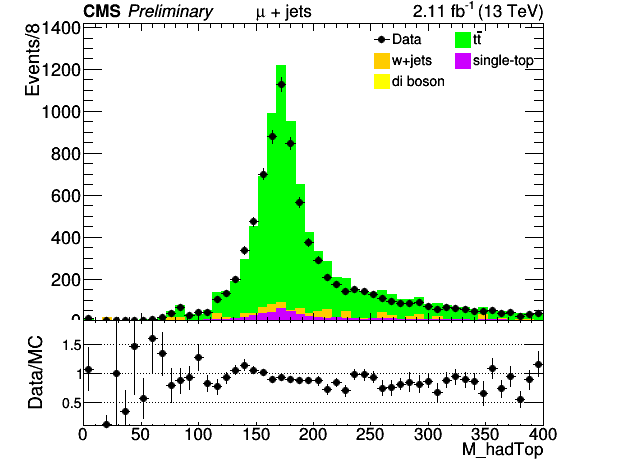 CMS Preliminary μ + jets 2.11 fb⁻¹ (13 TeV)
Events/8
1400
1200
1000
800
600
400
200
0
Data
tt̄
w+jets
single-top
di boson
Data/MC
1.5
1
0.5
0 50 100 150 200 250 300 350 400
M_hadTop